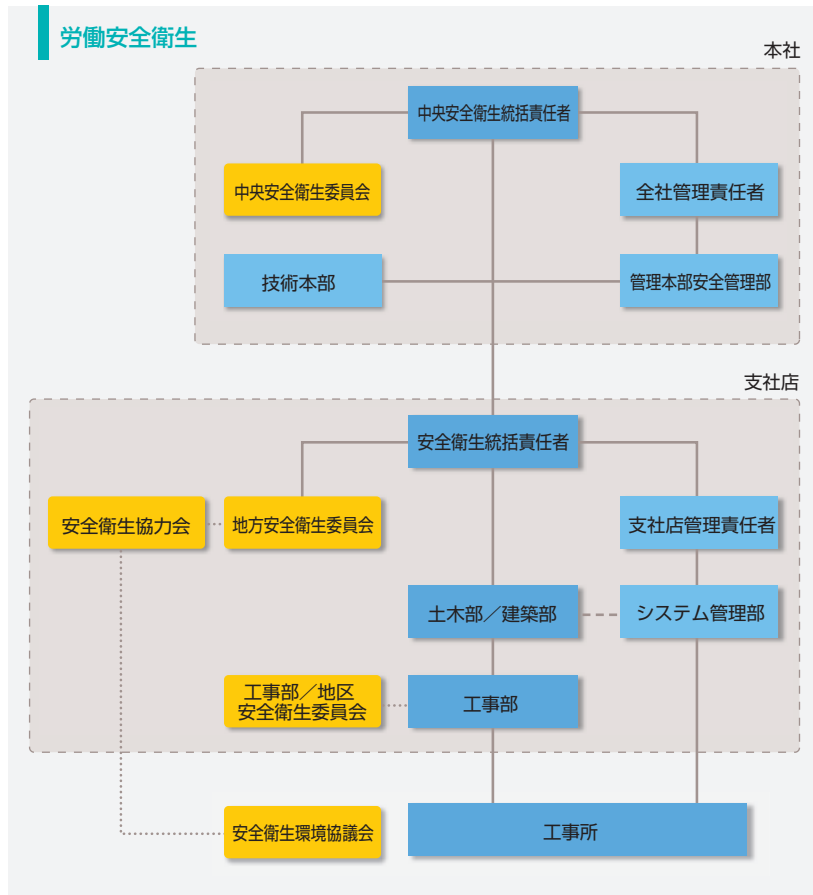 労働安全衛生
本社
中央安全衛生統括責任者
中央安全衛生委員会
全社管理責任者
技術本部
管理本部安全管理部
支社店
安全衛生統括責任者
安全衛生協力会
地方安全衛生委員会
支社店管理責任者
土木部／建築部
システム管理部
工事部／地区
安全衛生委員会
工事部
安全衛生環境協議会
工事所